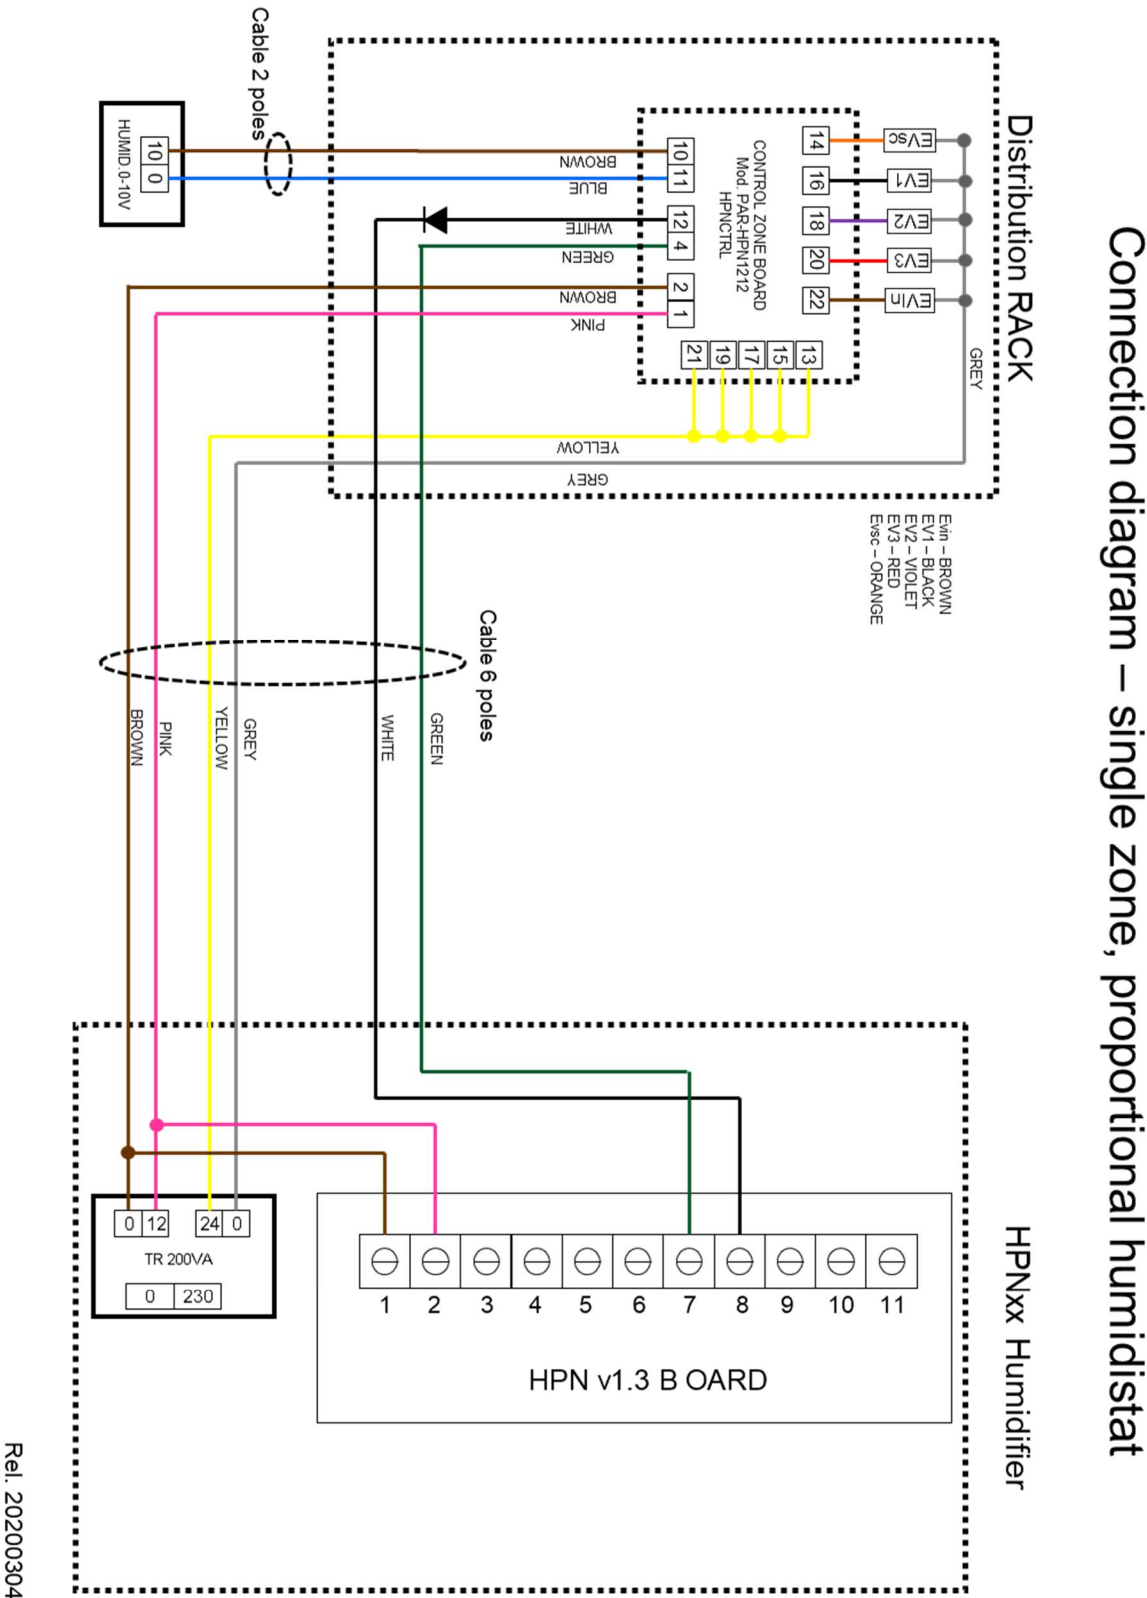 Connection diagram – single zone, proportional humidistat
Distribution RACK
HPNxx Humidifier
Cable 2 poles
HUMID.0-10V
10 0
BROWN
BLUE
WHITE
GREEN
BROWN
PINK
10
11
12
4
2
1
CONTROL ZONE BOARD
Mod. PAR-HPN1212
HPNCTRL
14
16
18
20
22
EVsc
EV1
EV2
EV3
EVin
GREY
21 19 17 15 13
YELLOW
GREY
Evin – BROWN
EV1 – BLACK
EV2 – VIOLET
EV3 – RED
Evsc – ORANGE
Cable 6 poles
BROWN
PINK
YELLOW
GREY
WHITE
GREEN
0 12 24 0
TR 200VA
0 230
1 2 3 4 5 6 7 8 9 10 11
HPN v1.3 B OARD
Rel. 20200304